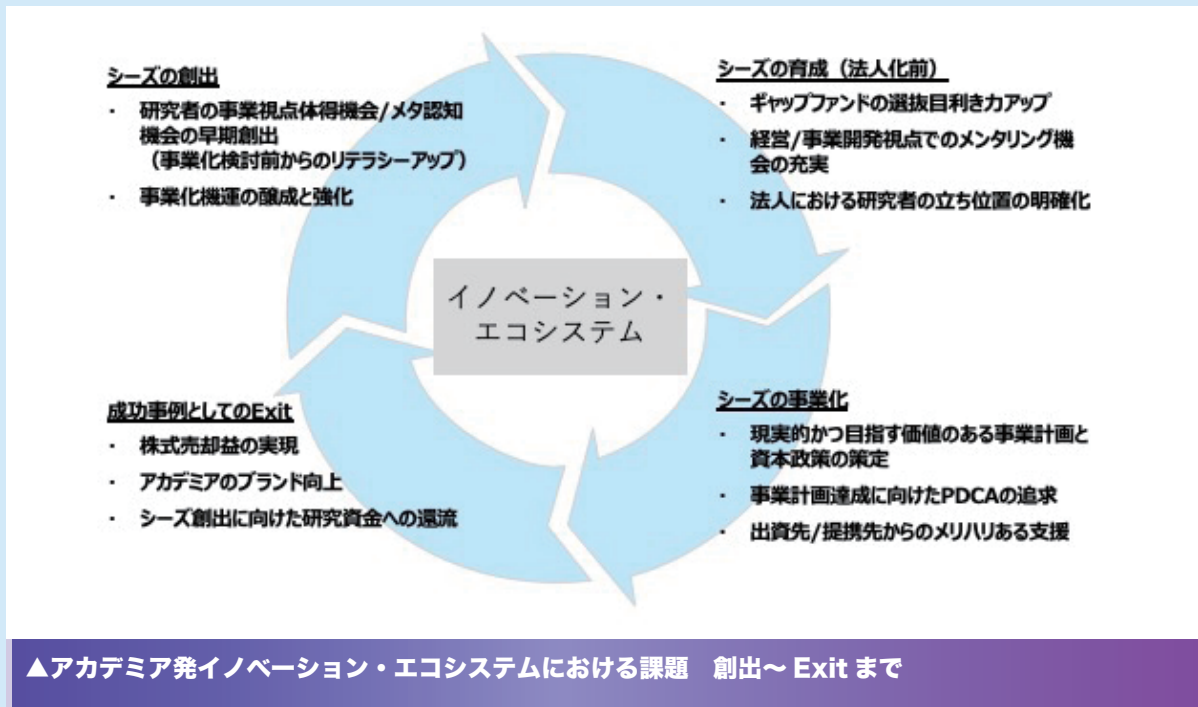 シーズの創出
・ 研究者の事業視点体得機会/メタ認知
機会の早期創出
(事業化検討前からのリテラシーアップ)
・ 事業化機運の醸成と強化
シーズの育成（法人化前）
・ ギャップファンドの選抜目利き力アップ
・ 経営/事業開発視点でのメンタリング機
会の充実
・ 法人における研究者の立ち位置の明確化
イノベーション・
エコシステム
成功事例としてのExit
・ 株式売却益の実現
・ アカデミアのブランド向上
・ シーズ創出に向けた研究資金への還流
シーズの事業化
・ 現実的かつ目指す価値のある事業計画と
資本政策の策定
・ 事業計画達成に向けたPDCAの追求
・ 出資先/提携先からのメリハリある支援
▲アカデミア発イノベーション・エコシステムにおける課題　創出～ Exit まで